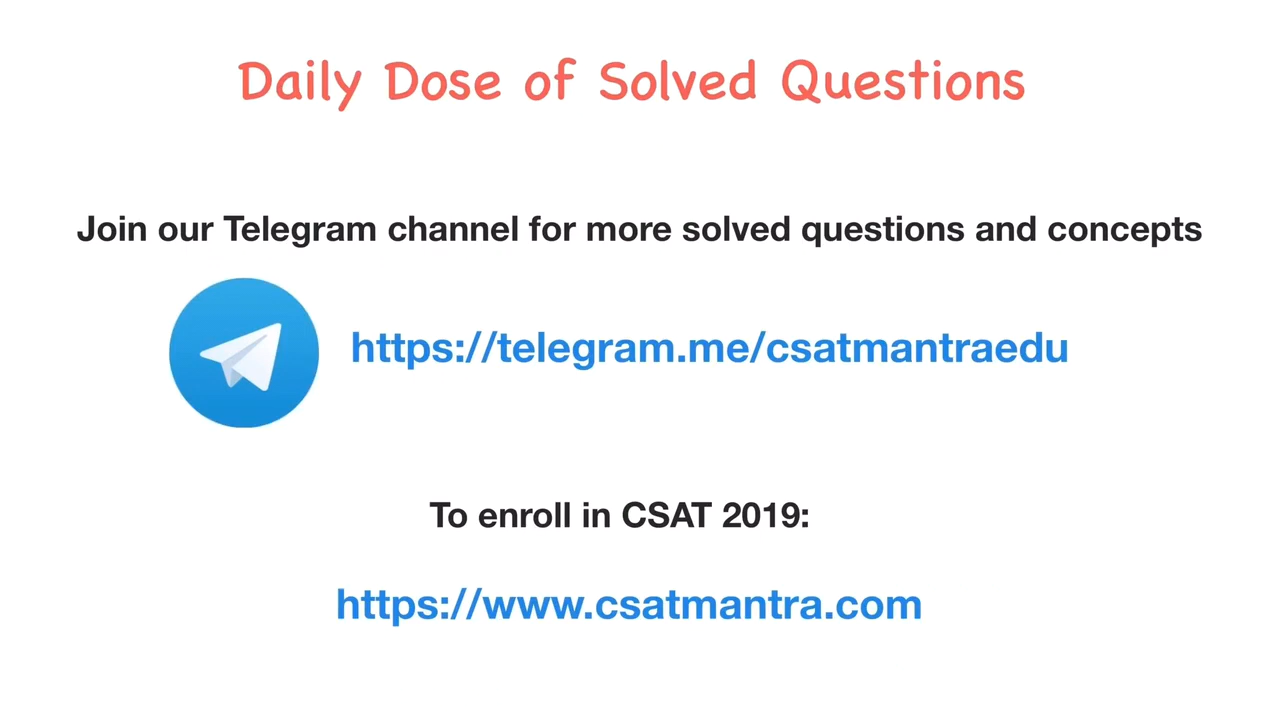 Daily Dose of Solved Questions
Join our Telegram channel for more solved questions and concepts
https://telegram.me/csatmantraedu
To enroll in CSAT 2019:
https://www.csatmantra.com